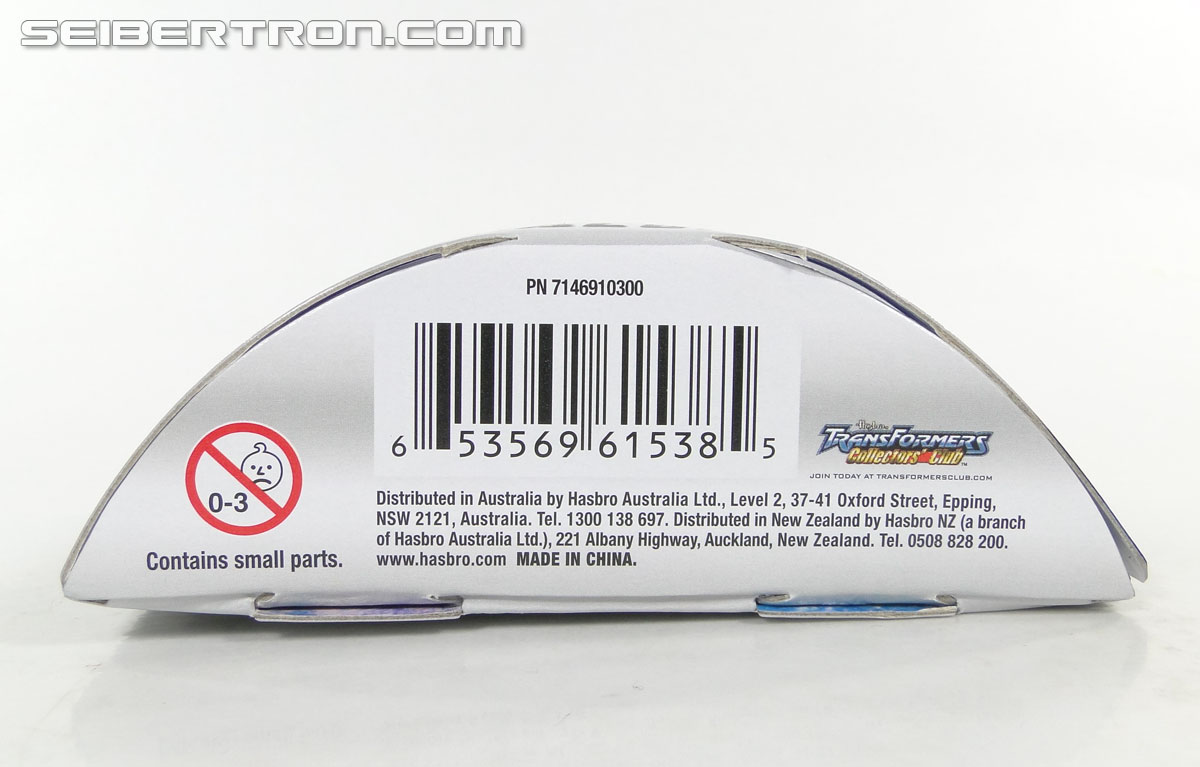 SEIBERTRON.COM
PN 7146910300
6 53569 61538 5
0-3
Contains small parts.
Hasbro
TRANSFORMERS
Collectors' Club™
JOIN TODAY AT TRANSFORMERSCLUB.COM
Distributed in Australia by Hasbro Australia Ltd., Level 2, 37-41 Oxford Street, Epping,
NSW 2121, Australia. Tel. 1300 138 697. Distributed in New Zealand by Hasbro NZ (a branch
of Hasbro Australia Ltd.), 221 Albany Highway, Auckland, New Zealand. Tel. 0508 828 200.
www.hasbro.com MADE IN CHINA.